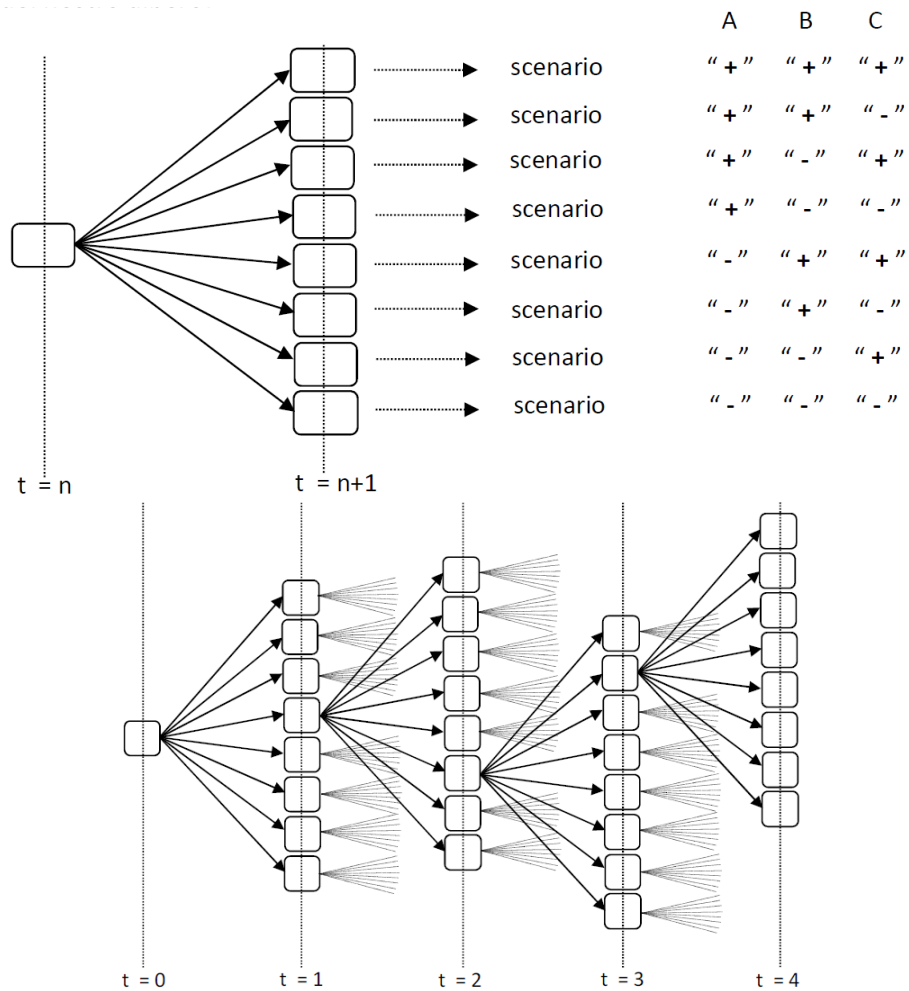 A B C
scenario “ + ” “ + ” “ + ”
scenario “ + ” “ + ” “ - ”
scenario “ + ” “ - ” “ + ”
scenario “ + ” “ - ” “ - ”
scenario “ - ” “ + ” “ + ”
scenario “ - ” “ + ” “ - ”
scenario “ - ” “ - ” “ + ”
scenario “ - ” “ - ” “ - ”
t = n t = n+1
t = 0 t = 1 t = 2 t = 3 t = 4